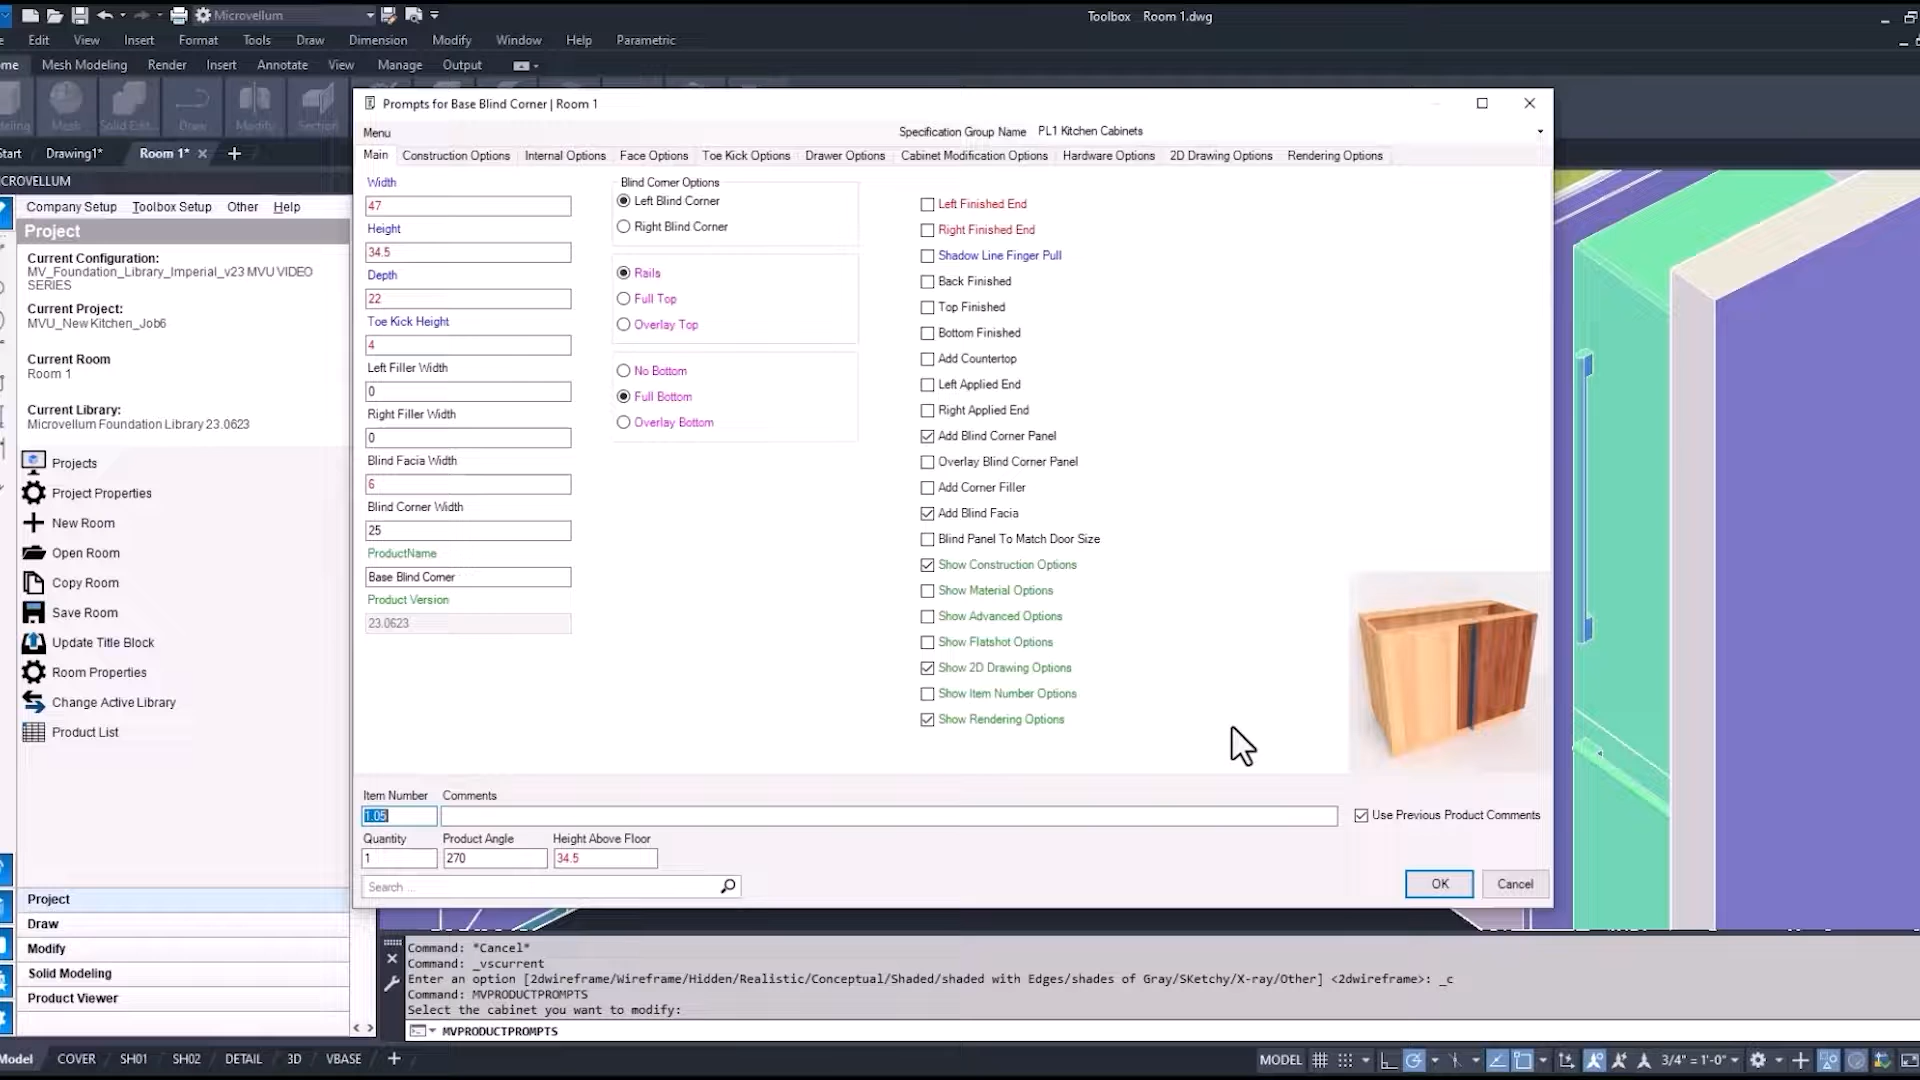 Microvellum
Toolbox Room 1.dwg
Edit View Insert Format Tools Draw Dimension Modify Window Help Parametric
ome Mesh Modeling Render Insert Annotate View Manage Output
eling Mesh Solid Edit... Draw Modify Section
Start Drawing1* Room 1*
CROVELLUM
Company Setup Toolbox Setup Other Help
Project
Current Configuration:
MV_Foundation_Library_Imperial_v23 MVU VIDEO
SERIES
Current Project:
MVU_New Kitchen_Job6
Current Room
Room 1
Current Library:
Microvellum Foundation Library 23.0623
Projects
Project Properties
New Room
Open Room
Copy Room
Save Room
Update Title Block
Room Properties
Change Active Library
Product List
Project
Draw
Modify
Solid Modeling
Product Viewer
Prompts for Base Blind Corner | Room 1
Menu
Specification Group Name PL1 Kitchen Cabinets
Main Construction Options Internal Options Face Options Toe Kick Options Drawer Options Cabinet Modification Options Hardware Options 2D Drawing Options Rendering Options
Width
47
Height
34.5
Depth
22
Toe Kick Height
4
Left Filler Width
0
Right Filler Width
0
Blind Facia Width
6
Blind Corner Width
25
ProductName
Base Blind Corner
Product Version
23.0623
Blind Corner Options
Left Blind Corner
Right Blind Corner
Rails
Full Top
Overlay Top
No Bottom
Full Bottom
Overlay Bottom
Left Finished End
Right Finished End
Shadow Line Finger Pull
Back Finished
Top Finished
Bottom Finished
Add Countertop
Left Applied End
Right Applied End
Add Blind Corner Panel
Overlay Blind Corner Panel
Add Corner Filler
Add Blind Facia
Blind Panel To Match Door Size
Show Construction Options
Show Material Options
Show Advanced Options
Show Flatshot Options
Show 2D Drawing Options
Show Item Number Options
Show Rendering Options
Item Number Comments
1.05
Use Previous Product Comments
Quantity Product Angle Height Above Floor
1 270 34.5
Search ...
OK Cancel
Command: *Cancel*
Command: _vscurrent
Enter an option [2dwireframe/Wireframe/Hidden/Realistic/Conceptual/Shaded/shaded with Edges/shades of Gray/SKetchy/X-ray/Other] <2dwireframe>: _c
Command: MVPRODUCTPROMPTS
Select the cabinet you want to modify:
MVPRODUCTPROMPTS
Model COVER SH01 SH02 DETAIL 3D VBASE
MODEL 3/4" = 1'-0"